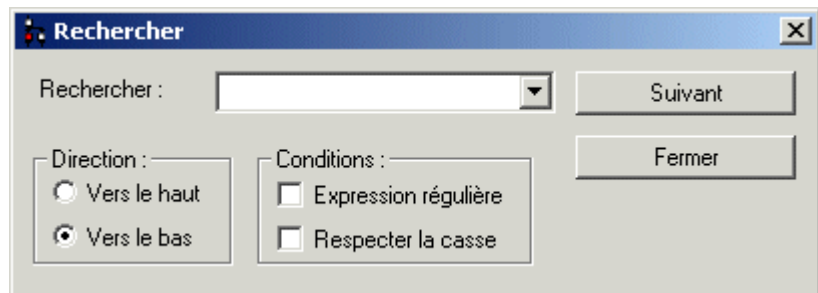 Rechercher
Rechercher :
Suivant
Fermer
Direction :
Vers le haut
Vers le bas
Conditions :
Expression régulière
Respecter la casse